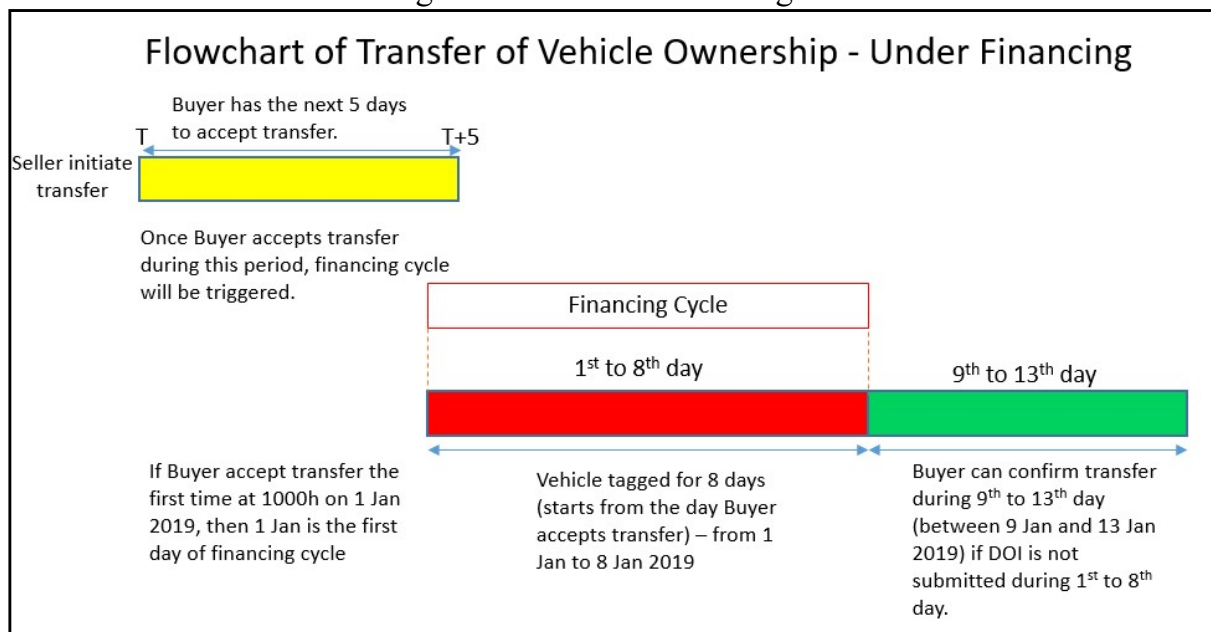 Flowchart of Transfer of Vehicle Ownership - Under Financing
Buyer has the next 5 days
to accept transfer.
T
T+5
Seller initiate
transfer
Once Buyer accepts transfer
during this period, financing cycle
will be triggered.
Financing Cycle
1st to 8th day
9th to 13th day
If Buyer accept transfer the
first time at 1000h on 1 Jan
2019, then 1 Jan is the first
day of financing cycle
Vehicle tagged for 8 days
(starts from the day Buyer
accepts transfer) – from 1
Jan to 8 Jan 2019
Buyer can confirm transfer
during 9th to 13th day
(between 9 Jan and 13 Jan
2019) if DOI is not
submitted during 1st to 8th
day.